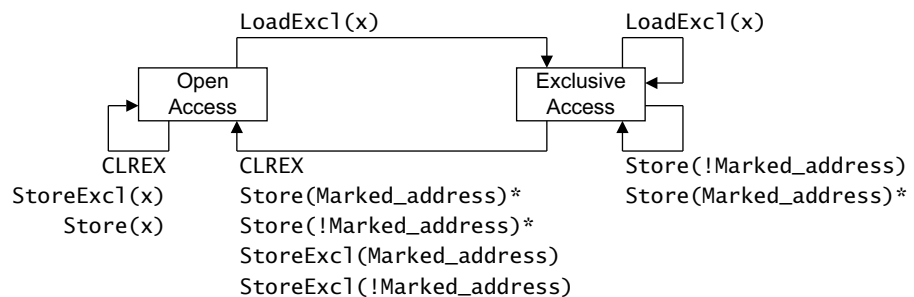 LoadExcl(x)
LoadExcl(x)
Open
Access
Exclusive
Access
CLREX
StoreExcl(x)
Store(x)
CLREX
Store(Marked_address)*
Store(!Marked_address)*
StoreExcl(Marked_address)
StoreExcl(!Marked_address)
Store(!Marked_address)
Store(Marked_address)*